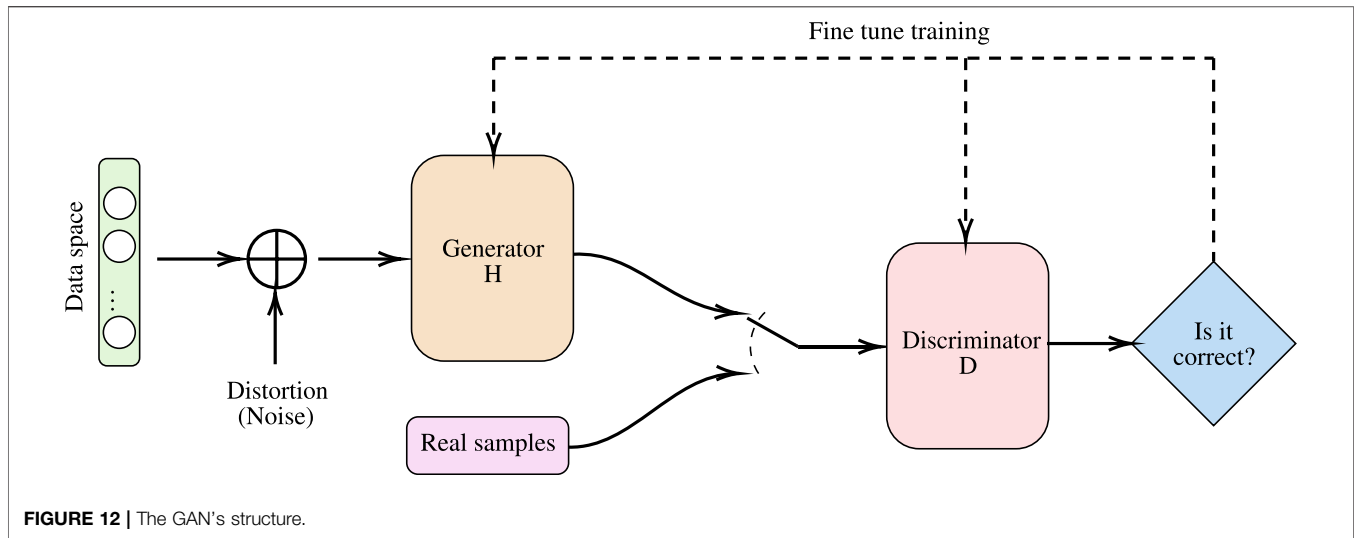 Fine tune training
Data space
...
Distortion
(Noise)
Generator
H
Real samples
Discriminator
D
Is it
correct?
FIGURE 12 | The GAN's structure.